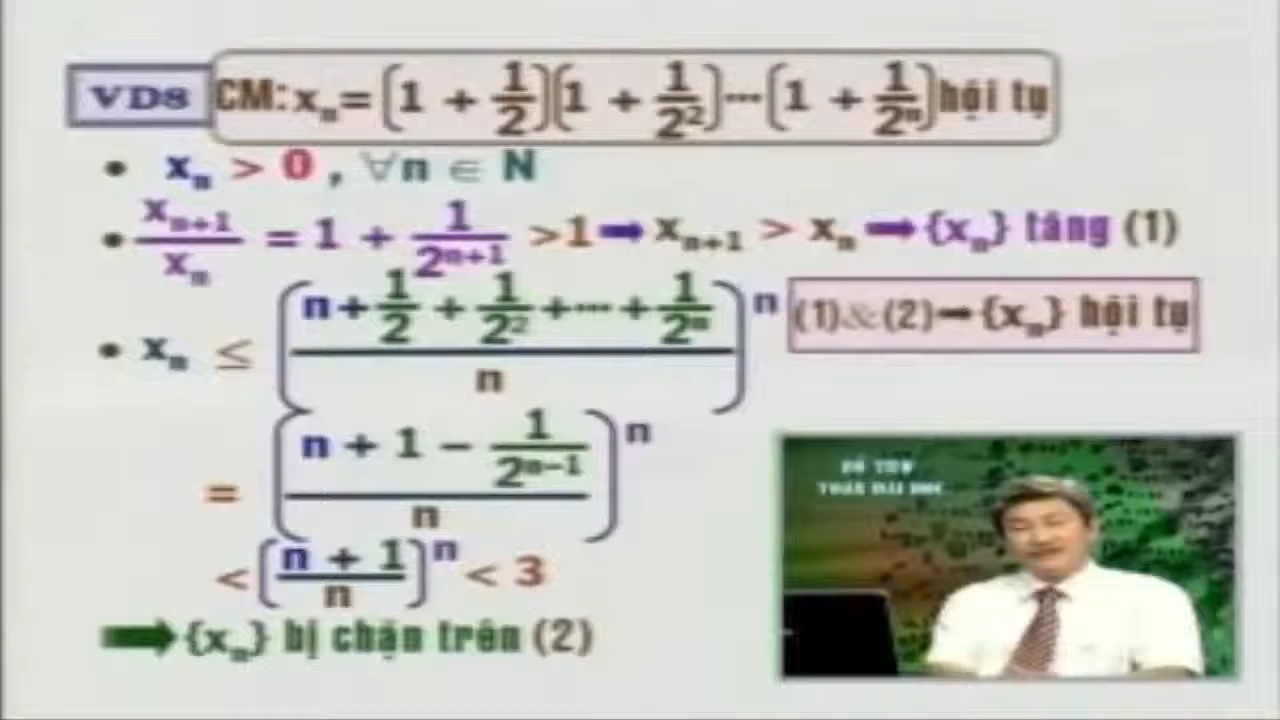 VD8 CM: xₙ = (1 + 1/2)(1 + 1/2²)···(1 + 1/2ⁿ) hội tụ
• xₙ > 0 , ∀n ∈ N
• xₙ₊₁/xₙ = 1 + 1/2ⁿ⁺¹ >1 ➡ xₙ₊₁ > xₙ ➡ {xₙ} tăng (1)
• xₙ ≤ ((n + 1/2 + 1/2² + ··· + 1/2ⁿ)/n)ⁿ
(1)&(2)➡{xₙ} hội tụ
= ((n + 1 − 1/2ⁿ⁻¹)/n)ⁿ
< ((n + 1)/n)ⁿ < 3
➡ {xₙ} bị chặn trên (2)